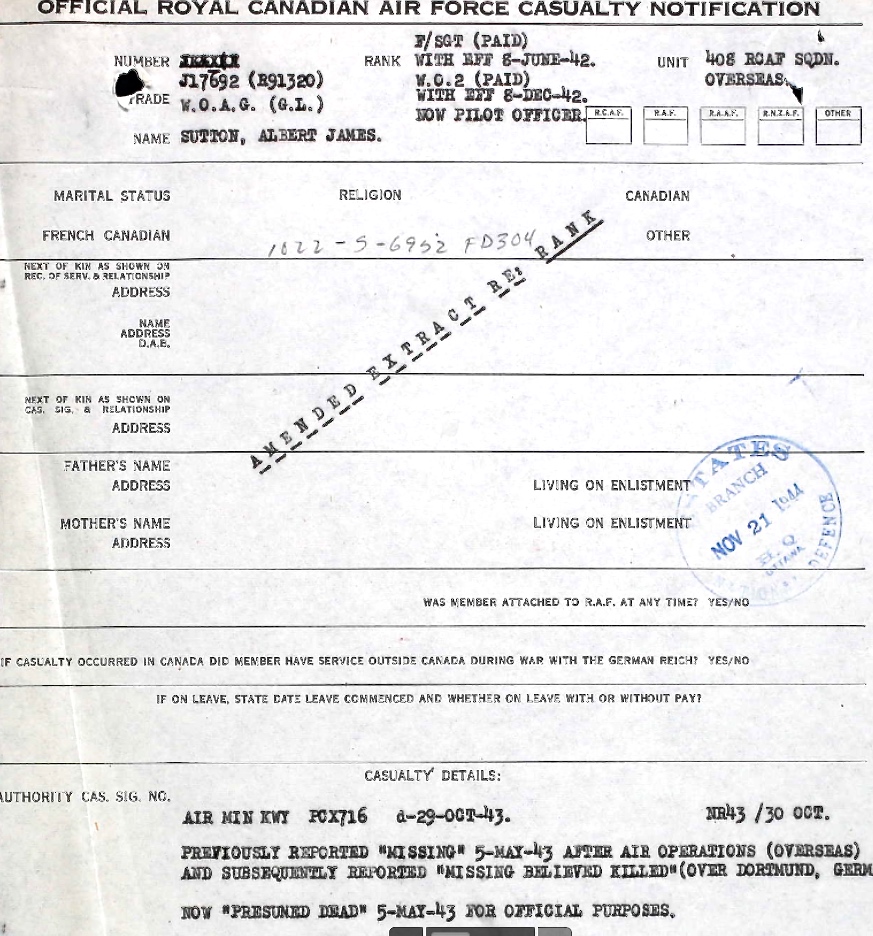 OFFICIAL ROYAL CANADIAN AIR FORCE CASUALTY NOTIFICATION
NUMBER J17692 (R91320)
RANK F/SGT (PAID)
WITH EFF 8-JUNE-42.
W.O.2 (PAID)
WITH EFF 8-DEC-42.
NOW PILOT OFFICER.
UNIT 408 RCAF SQDN.
OVERSEAS.
TRADE W.O.A.G. (G.L.)
R.C.A.F. R.A.F. R.A.A.F. R.N.Z.A.F. OTHER
NAME SUTTON, ALBERT JAMES.
MARITAL STATUS RELIGION CANADIAN
FRENCH CANADIAN OTHER
1022-S-6952 FD304
AMENDED EXTRACT RE: RANK
NEXT OF KIN AS SHOWN ON
REC. OF SERV. & RELATIONSHIP
ADDRESS
NAME
ADDRESS
D.A.B.
NEXT OF KIN AS SHOWN ON
CAS. SIG. & RELATIONSHIP
ADDRESS
FATHER'S NAME
ADDRESS LIVING ON ENLISTMENT
MOTHER'S NAME LIVING ON ENLISTMENT
ADDRESS
ESTATES
BRANCH
NOV 21 1944
H.Q
OTTAWA
DEFENCE
WAS MEMBER ATTACHED TO R.A.F. AT ANY TIME? YES/NO
IF CASUALTY OCCURRED IN CANADA DID MEMBER HAVE SERVICE OUTSIDE CANADA DURING WAR WITH THE GERMAN REICH? YES/NO
IF ON LEAVE, STATE DATE LEAVE COMMENCED AND WHETHER ON LEAVE WITH OR WITHOUT PAY?
CASUALTY DETAILS:
AUTHORITY CAS. SIG. NO.
AIR MIN KWY PCX716 d-29-OCT-43. NR43 /30 OCT.
PREVIOUSLY REPORTED "MISSING" 5-MAY-43 AFTER AIR OPERATIONS (OVERSEAS)
AND SUBSEQUENTLY REPORTED "MISSING BELIEVED KILLED"(OVER DORTMUND, GERM
NOW "PRESUMED DEAD" 5-MAY-43 FOR OFFICIAL PURPOSES.